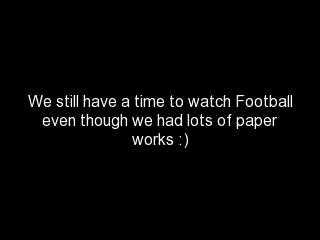 We still have a time to watch Football
even though we had lots of paper
works :)